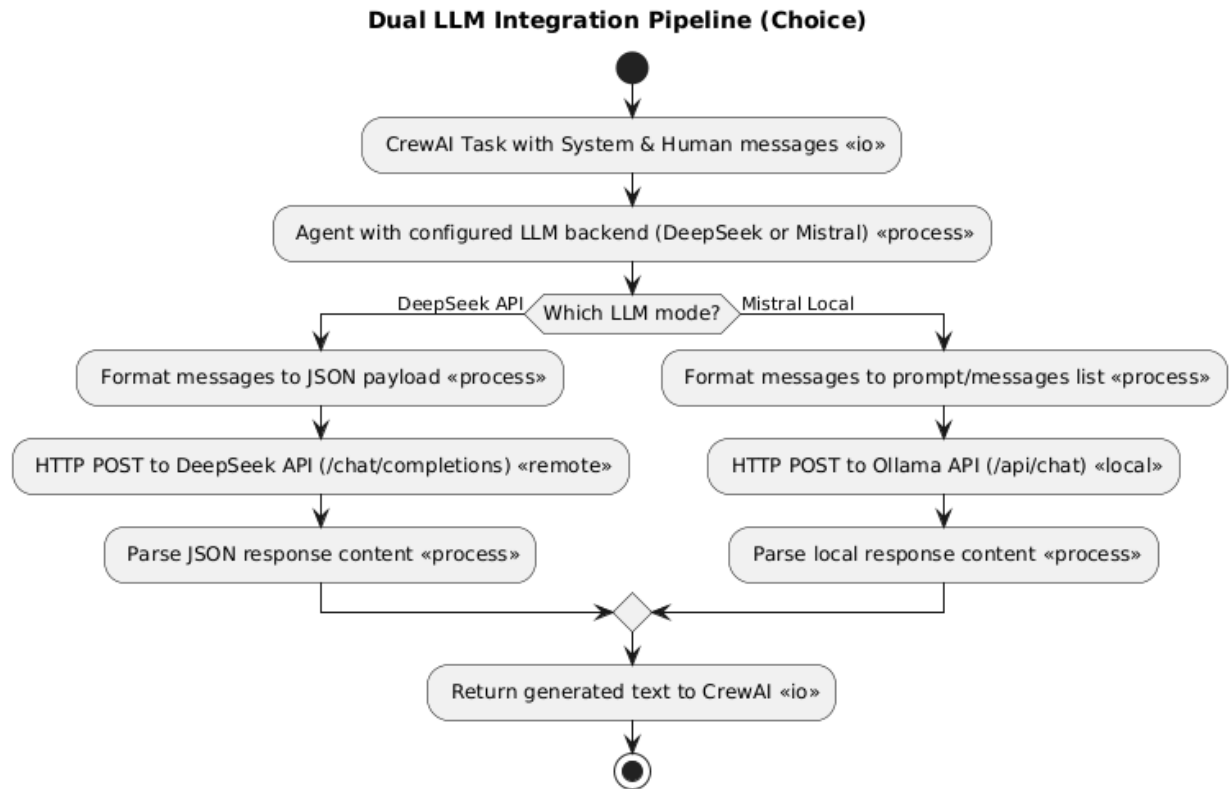 Dual LLM Integration Pipeline (Choice)
CrewAI Task with System & Human messages «io»
Agent with configured LLM backend (DeepSeek or Mistral) «process»
Which LLM mode?
DeepSeek API
Mistral Local
Format messages to JSON payload «process»
HTTP POST to DeepSeek API (/chat/completions) «remote»
Parse JSON response content «process»
Format messages to prompt/messages list «process»
HTTP POST to Ollama API (/api/chat) «local»
Parse local response content «process»
Return generated text to CrewAI «io»